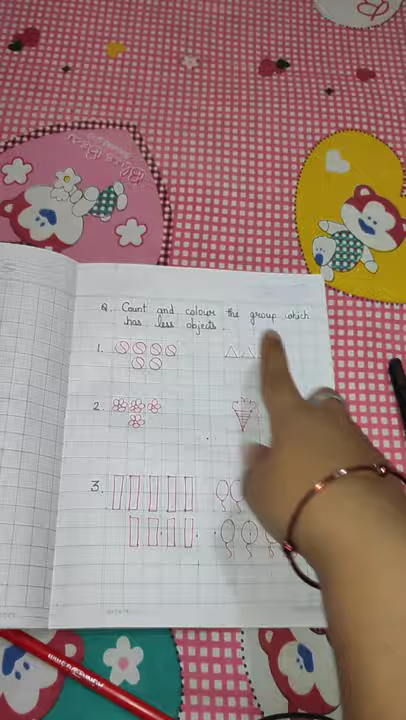 Q. Count and colour the group which
has less objects.
1.
2.
3.